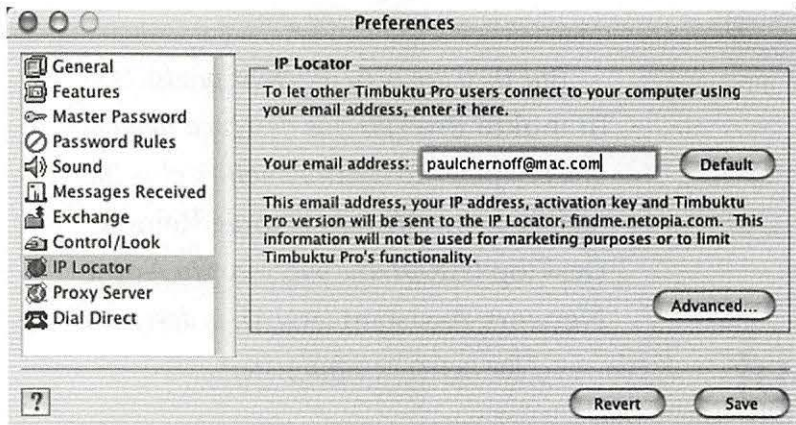 Preferences
General
Features
Master Password
Password Rules
Sound
Messages Received
Exchange
Control/Look
IP Locator
Proxy Server
Dial Direct
IP Locator
To let other Timbuktu Pro users connect to your computer using
your email address, enter it here.
Your email address: paulchernoff@mac.com Default
This email address, your IP address, activation key and Timbuktu
Pro version will be sent to the IP Locator, findme.netopia.com. This
information will not be used for marketing purposes or to limit
Timbuktu Pro's functionality.
Advanced...
? Revert Save